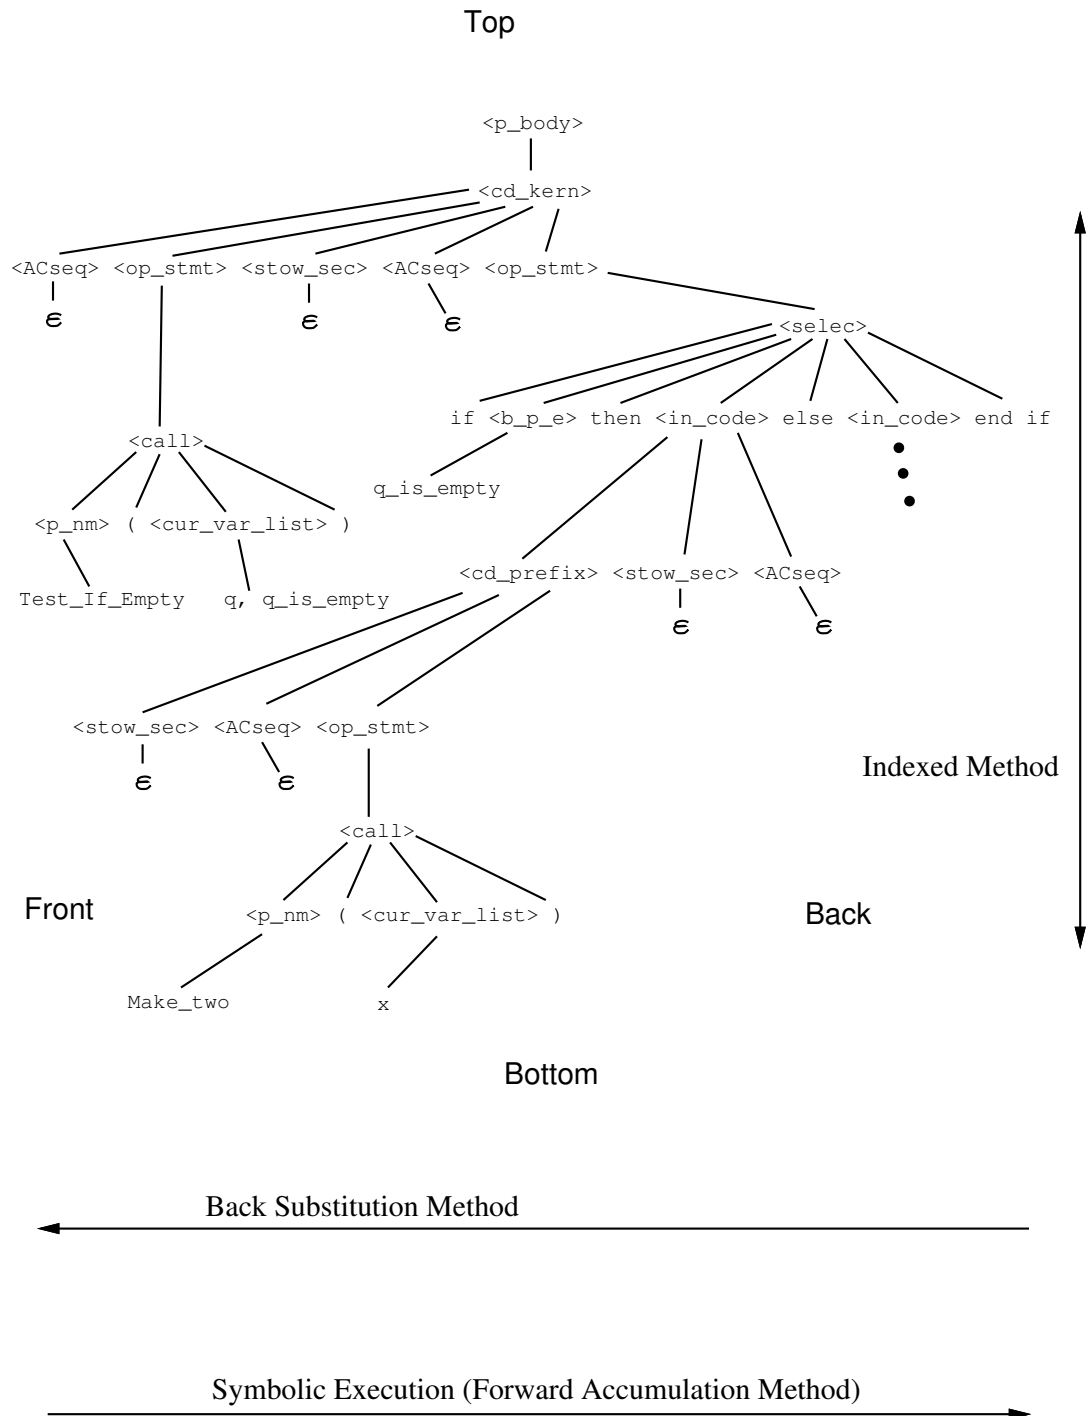 Top
<p_body>
<cd_kern>
<ACseq> <op_stmt> <stow_sec> <ACseq> <op_stmt>
ε ε ε
<selec>
if <b_p_e> then <in_code> else <in_code> end if
<call>
q_is_empty
<p_nm> ( <cur_var_list> )
<cd_prefix> <stow_sec> <ACseq>
Test_If_Empty q, q_is_empty
ε ε
<stow_sec> <ACseq> <op_stmt>
ε ε
Indexed Method
<call>
Front
<p_nm> ( <cur_var_list> )
Back
Make_two x
Bottom
Back Substitution Method
Symbolic Execution (Forward Accumulation Method)